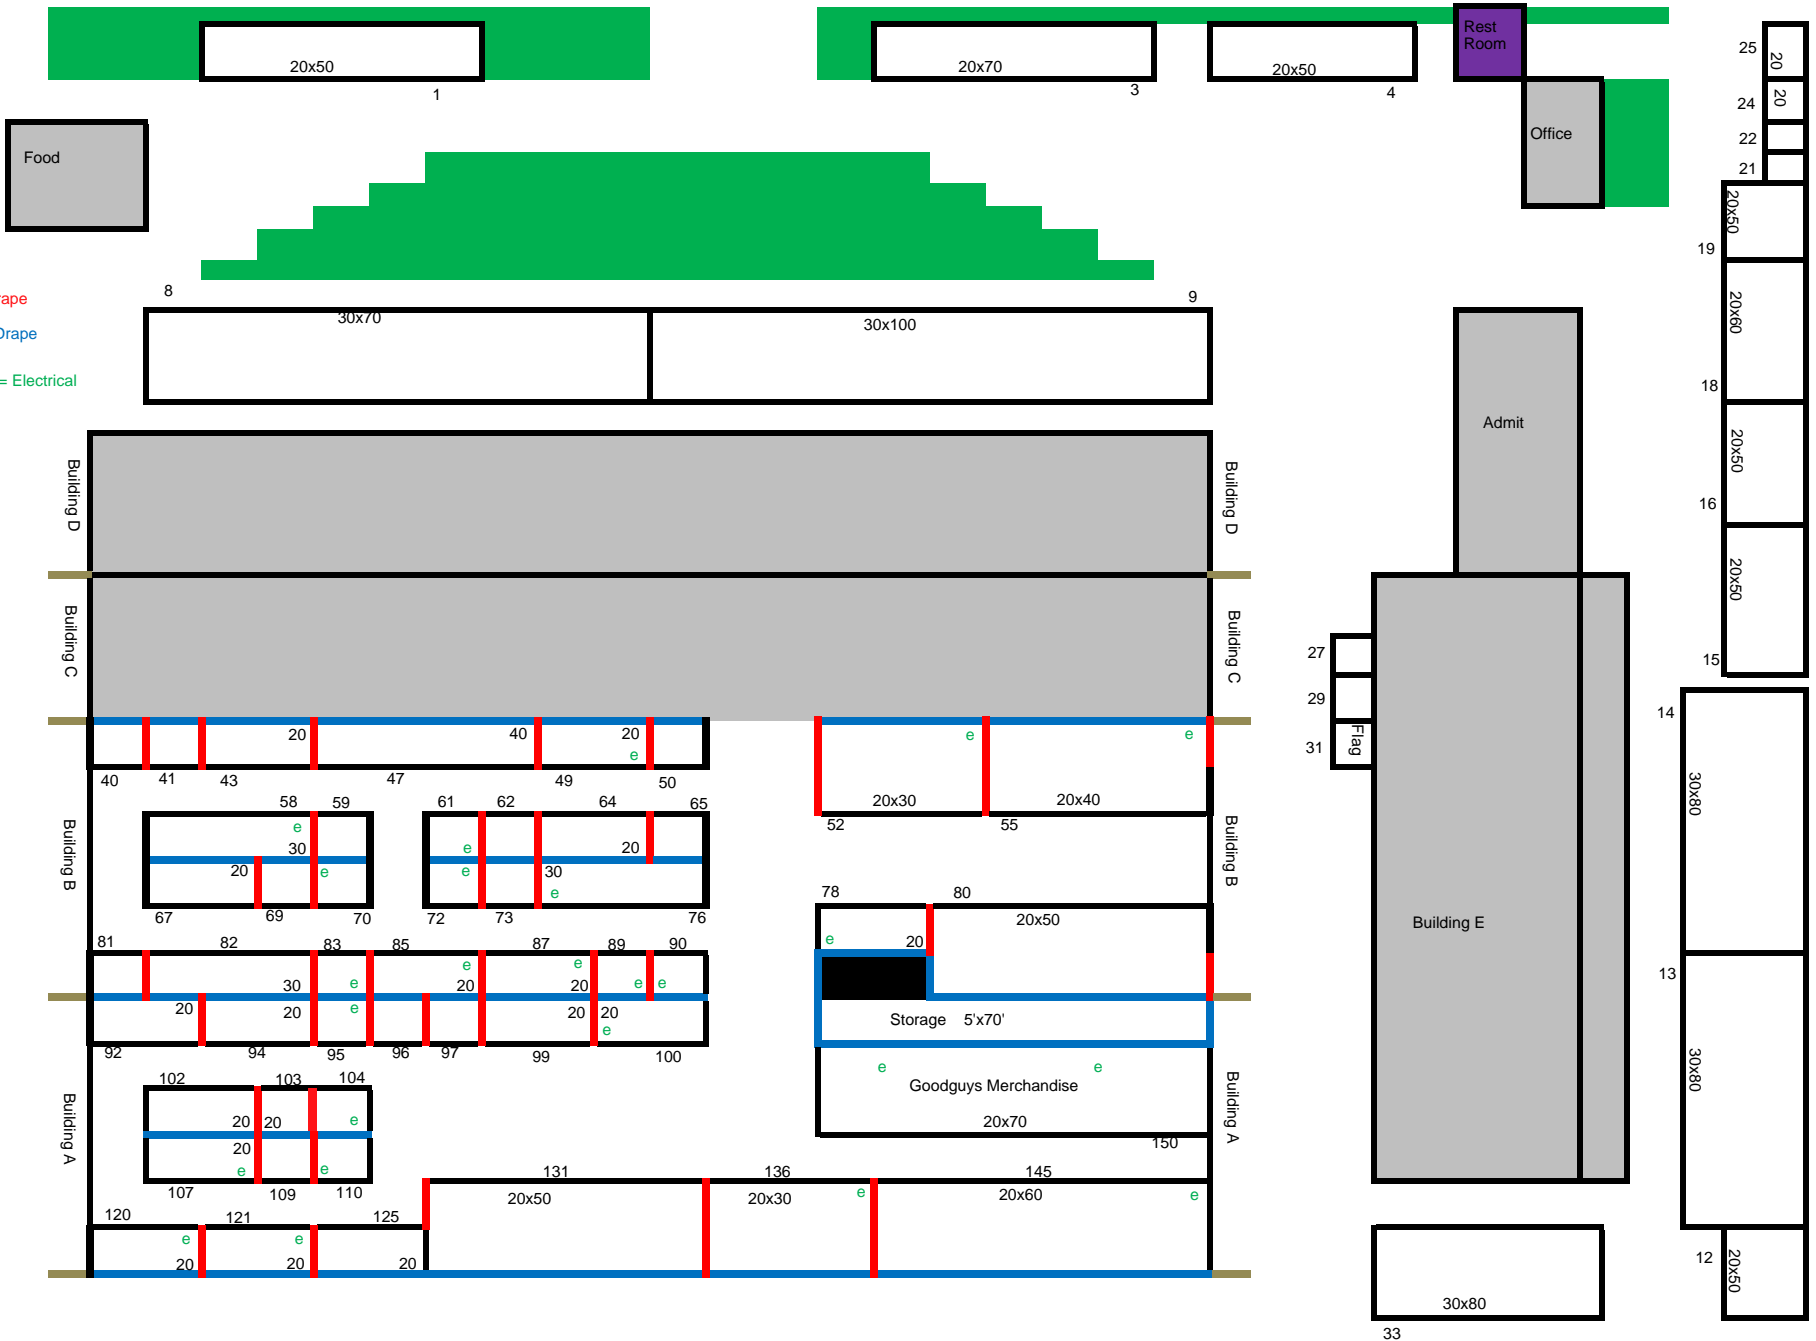 Rest
Room
25
20
20x50
20x70
20x50
1
3
4
24
20
Food
Office
22
21
20x50
19
8
9
rape
30x70
30x100
20x60
Drape
= Electrical
18
Admit
Building D
Building D
20x50
16
20x50
Building C
Building C
27
15
29
14
31
Flag
20
40
20
e
e
e
40
41
43
47
49
50
30x80
20x30
20x40
52
55
58
59
61
62
64
65
e
30
e
20
Building B
Building B
20
e
e
30
e
67
69
70
72
73
76
78
80
20x50
Building E
e
20
81
82
83
85
87
89
90
e
e
30
e
20
20
e
e
13
20
20
e
20
20
e
Storage 5'x70'
92
94
95
96
97
99
100
30x80
e
e
Goodguys Merchandise
20x70
150
102
103
104
20
20
e
Building A
Building A
20
e
e
107
109
110
131
136
145
20x50
20x30
e
20x60
e
120
121
125
e
e
20
20
20
12
20x50
30x80
33